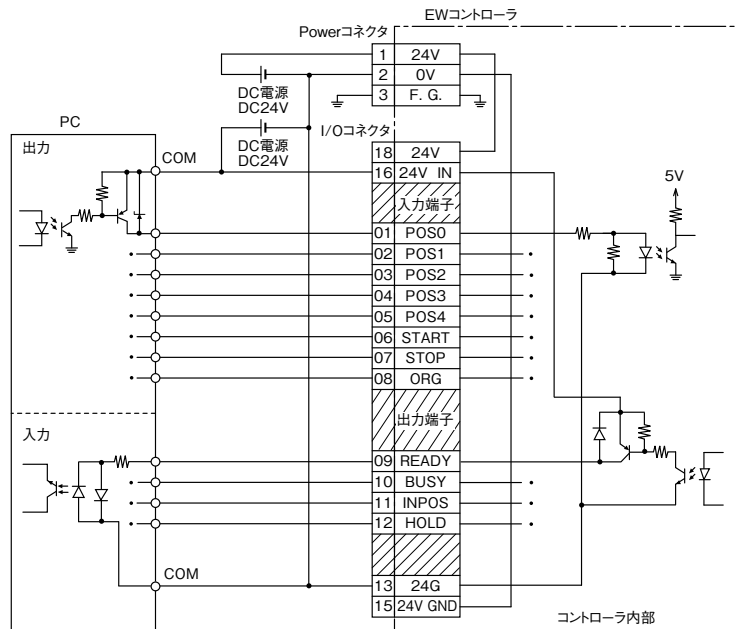 EWコントローラ
Powerコネクタ
1 24V
2 0V
3 F. G.
DC電源
DC24V
PC
I/Oコネクタ
出力
DC電源
DC24V
COM
18 24V
16 24V IN
5V
入力端子
01 POS0
02 POS1
03 POS2
04 POS3
05 POS4
06 START
07 STOP
08 ORG
出力端子
入力
09 READY
10 BUSY
11 INPOS
12 HOLD
COM
13 24G
15 24V GND
コントローラ内部